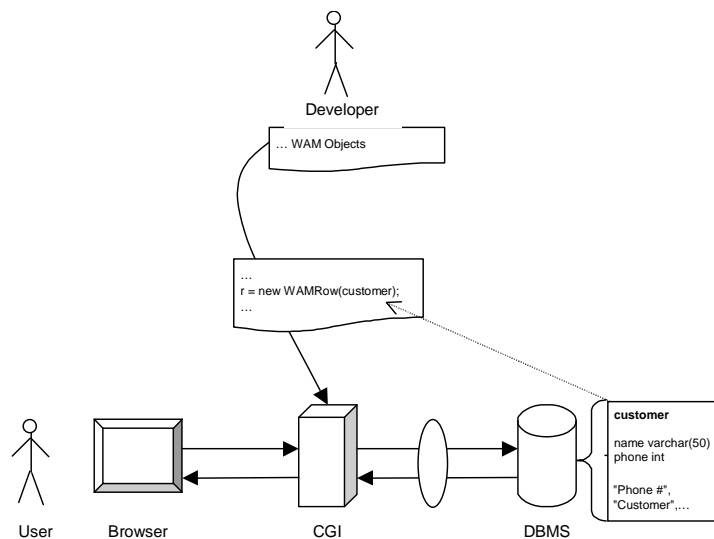 Developer
… WAM Objects
…
r = new WAMRow(customer);
…
customer
name varchar(50)
phone int
"Phone #",
"Customer",…
User
Browser
CGI
DBMS